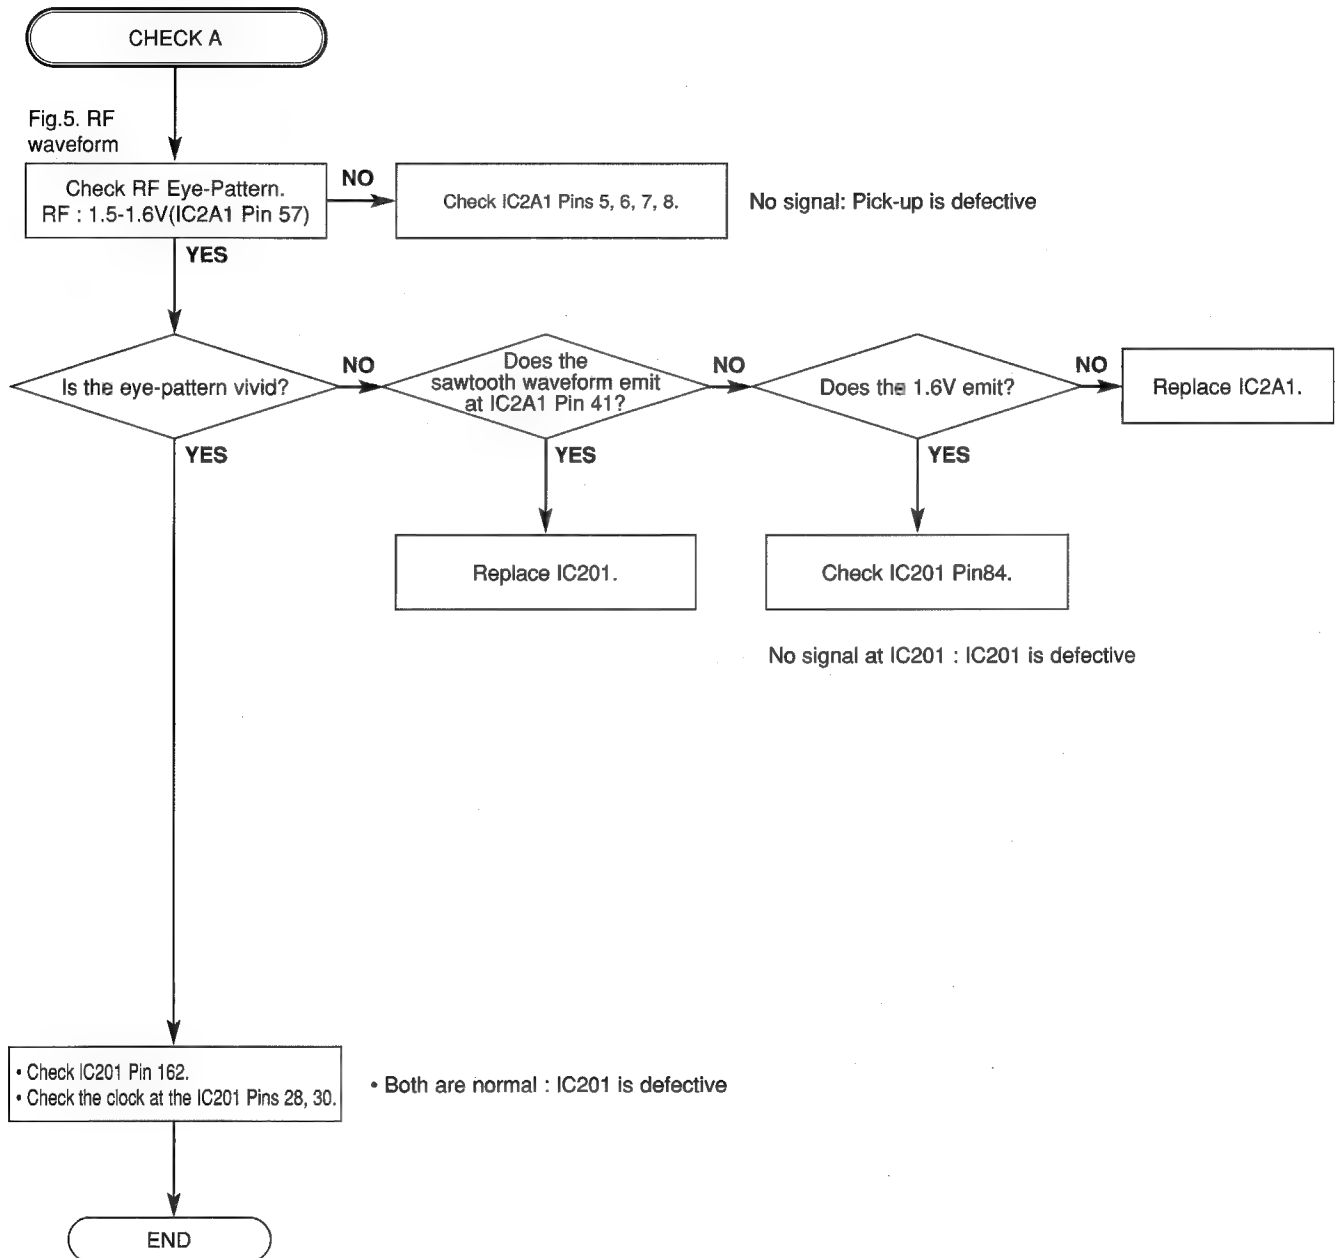 CHECK A
Fig.5. RF
waveform
Check RF Eye-Pattern.
RF : 1.5-1.6V(IC2A1 Pin 57)
NO
Check IC2A1 Pins 5, 6, 7, 8.
No signal: Pick-up is defective
YES
Is the eye-pattern vivid?
NO
Does the
sawtooth waveform emit
at IC2A1 Pin 41?
NO
Does the 1.6V emit?
NO
Replace IC2A1.
YES
YES
YES
Replace IC201.
Check IC201 Pin84.
No signal at IC201 : IC201 is defective
• Check IC201 Pin 162.
• Check the clock at the IC201 Pins 28, 30.
• Both are normal : IC201 is defective
END